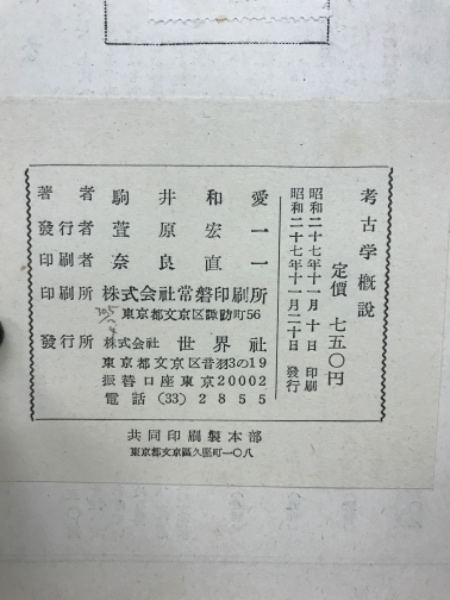 考古学概説
定價 七五〇円
昭和二十七年十一月十日 印刷
昭和二十七年十一月二十日 發行
著者 駒井和愛
發行者 萱原宏一
印刷者 奈良直一
印刷所 株式会社常磐印刷所
東京都文京区諏訪町56
發行所 株式会社 世界社
東京都文京区音羽3の19
振替口座東京20002
電話(33)2855
共同印刷製本部
東京都文京區久堅町一〇八